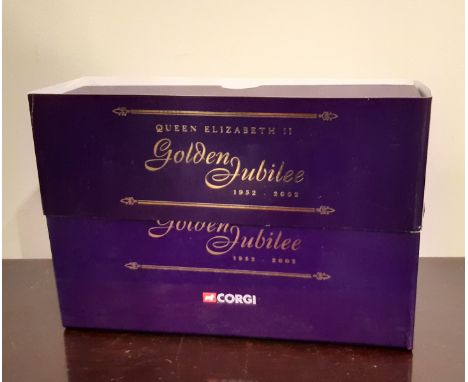 QUEEN ELIZABETH II
Golden Jubilee
1952 - 2002
Golden Jubilee
1952 - 2002
CORGI